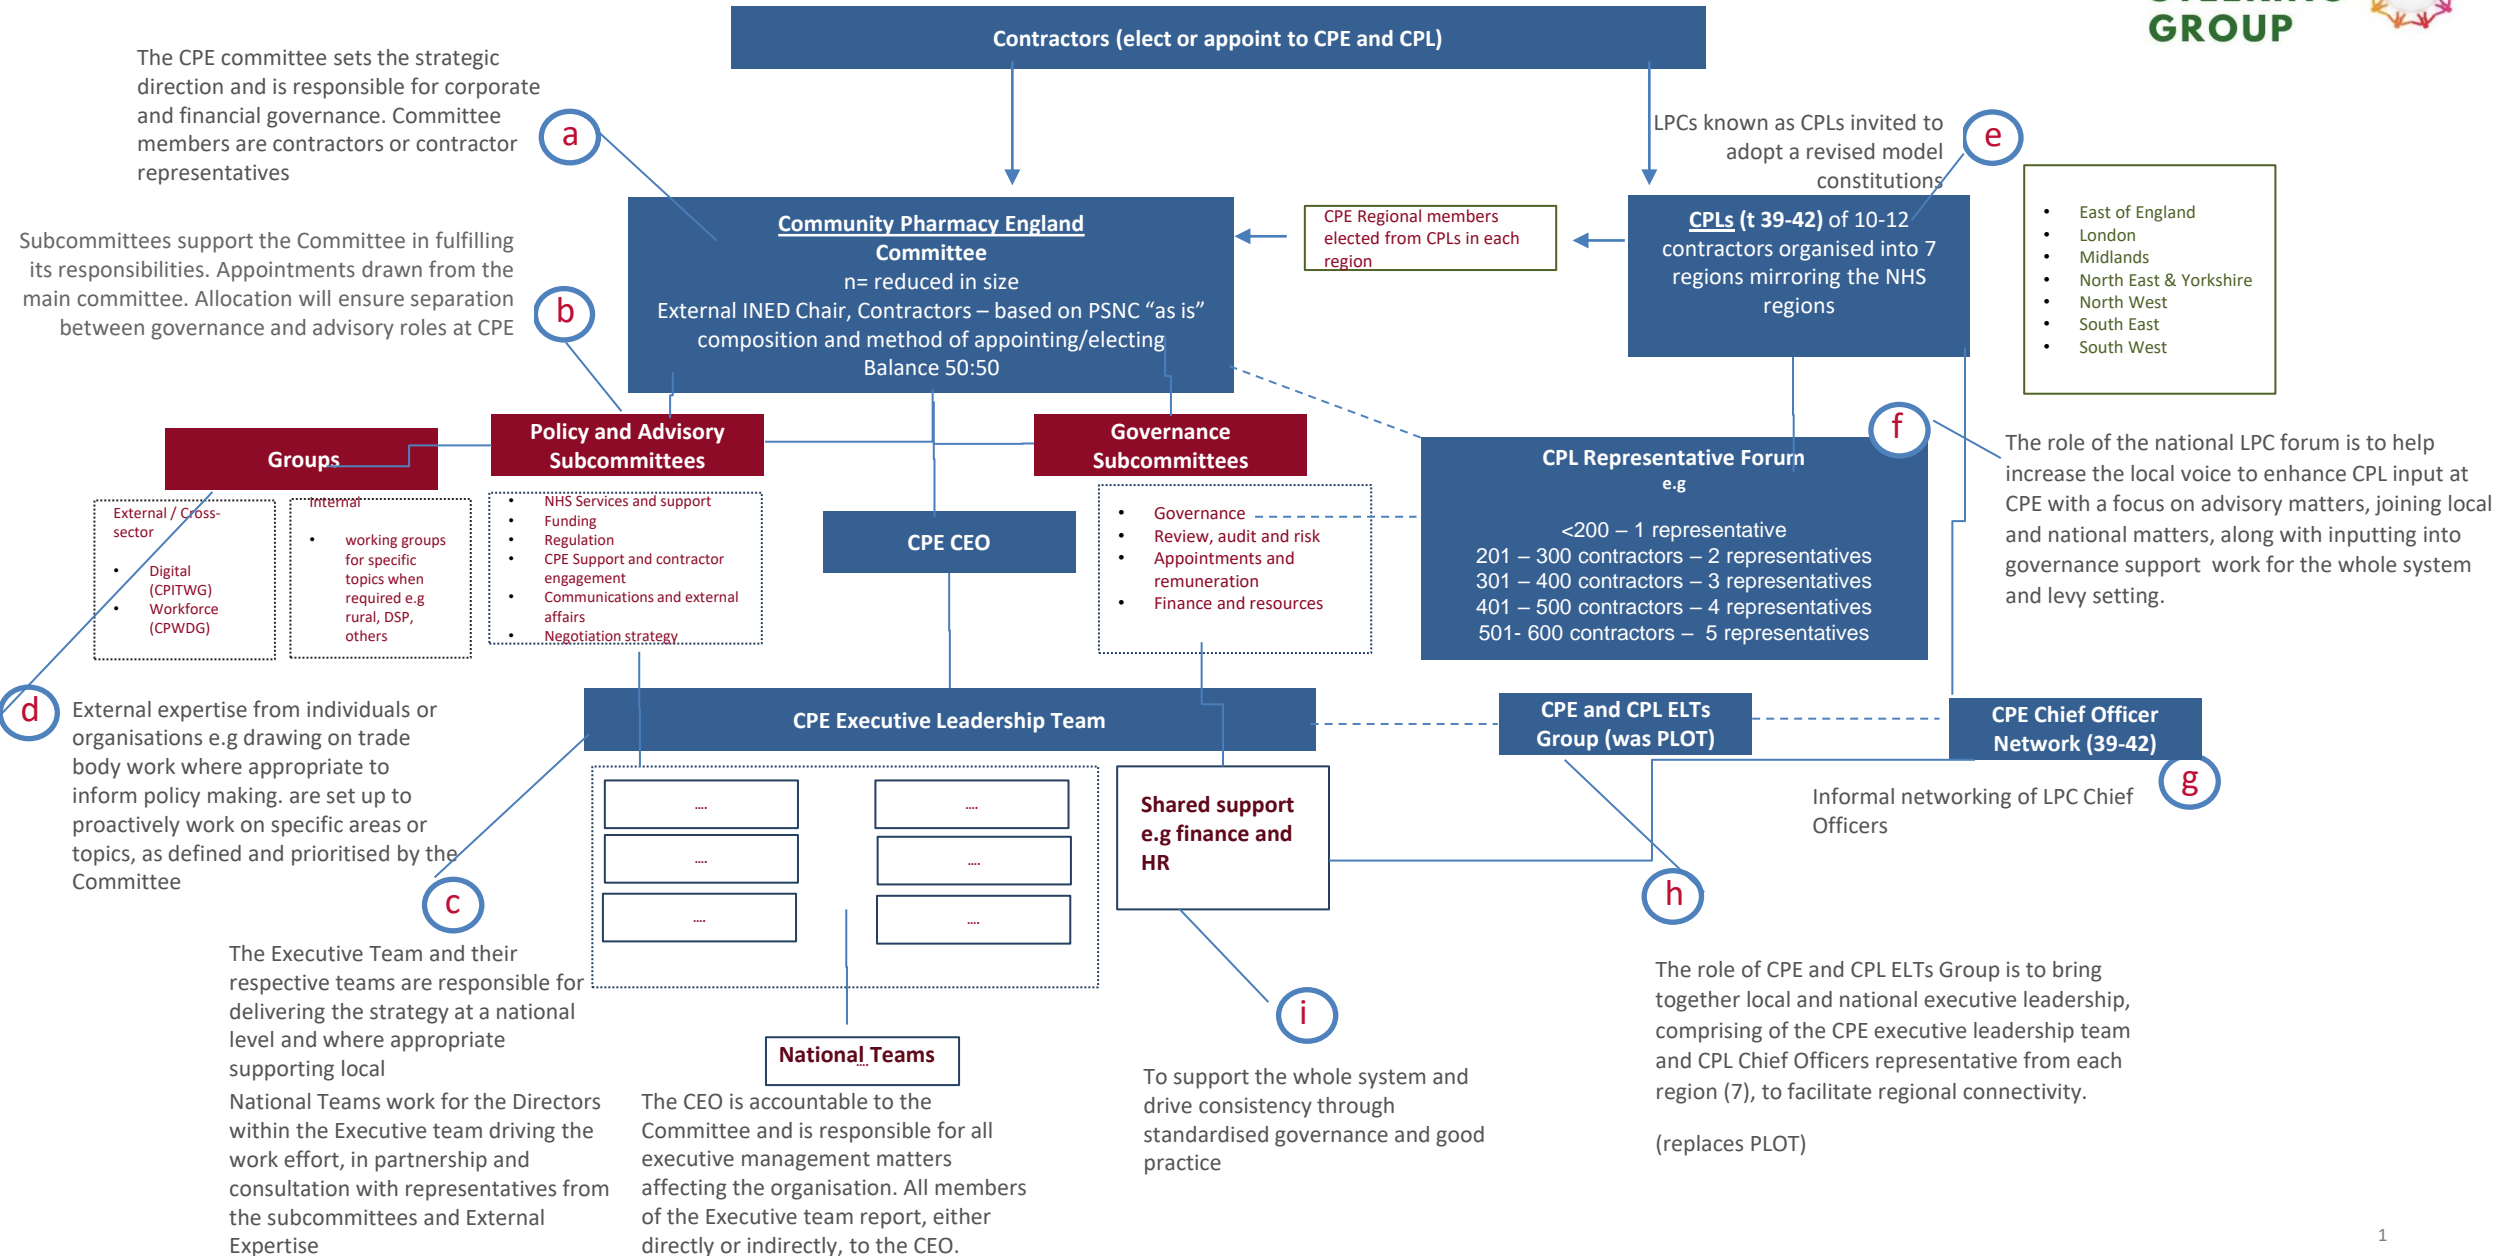 GROUP
Contractors (elect or appoint to CPE and CPL)
The CPE committee sets the strategic
direction and is responsible for corporate
and financial governance. Committee
members are contractors or contractor
representatives
a
LPCs known as CPLs invited to
adopt a revised model
constitutions
e
Subcommittees support the Committee in fulfilling
its responsibilities. Appointments drawn from the
main committee. Allocation will ensure separation
between governance and advisory roles at CPE
b
Community Pharmacy England
Committee
n= reduced in size
External INED Chair, Contractors – based on PSNC “as is”
composition and method of appointing/electing
Balance 50:50
CPE Regional members
elected from CPLs in each
region
CPLs (t 39-42) of 10-12
contractors organised into 7
regions mirroring the NHS
regions
• East of England
• London
• Midlands
• North East & Yorkshire
• North West
• South East
• South West
Groups
Policy and Advisory
Subcommittees
Governance
Subcommittees
External / Cross-
sector
• Digital
(CPITWG)
• Workforce
(CPWDG)
Internal
• working groups
for specific
topics when
required e.g
rural, DSP,
others
• NHS Services and support
• Funding
• Regulation
• CPE Support and contractor
engagement
• Communications and external
affairs
• Negotiation strategy
CPE CEO
• Governance
• Review, audit and risk
• Appointments and
remuneration
• Finance and resources
CPL Representative Forum
e.g
<200 – 1 representative
201 – 300 contractors – 2 representatives
301 – 400 contractors – 3 representatives
401 – 500 contractors – 4 representatives
501- 600 contractors –  5 representatives
f
The role of the national LPC forum is to help
increase the local voice to enhance CPL input at
CPE with a focus on advisory matters, joining local
and national matters, along with inputting into
governance support  work for the whole system
and levy setting.
d
External expertise from individuals or
organisations e.g drawing on trade
body work where appropriate to
inform policy making. are set up to
proactively work on specific areas or
topics, as defined and prioritised by the
Committee
CPE Executive Leadership Team
CPE and CPL ELTs
Group (was PLOT)
CPE Chief Officer
Network (39-42)
g
Informal networking of LPC Chief
Officers
....
....
....
....
....
....
Shared support
e.g finance and
HR
c
h
i
The Executive Team and their
respective teams are responsible for
delivering the strategy at a national
level and where appropriate
supporting local
National Teams work for the Directors
within the Executive team driving the
work effort, in partnership and
consultation with representatives from
the subcommittees and External
Expertise
National Teams
....
The CEO is accountable to the
Committee and is responsible for all
executive management matters
affecting the organisation. All members
of the Executive team report, either
directly or indirectly, to the CEO.
To support the whole system and
drive consistency through
standardised governance and good
practice
The role of CPE and CPL ELTs Group is to bring
together local and national executive leadership,
comprising of the CPE executive leadership team
and CPL Chief Officers representative from each
region (7), to facilitate regional connectivity.
(replaces PLOT)
1